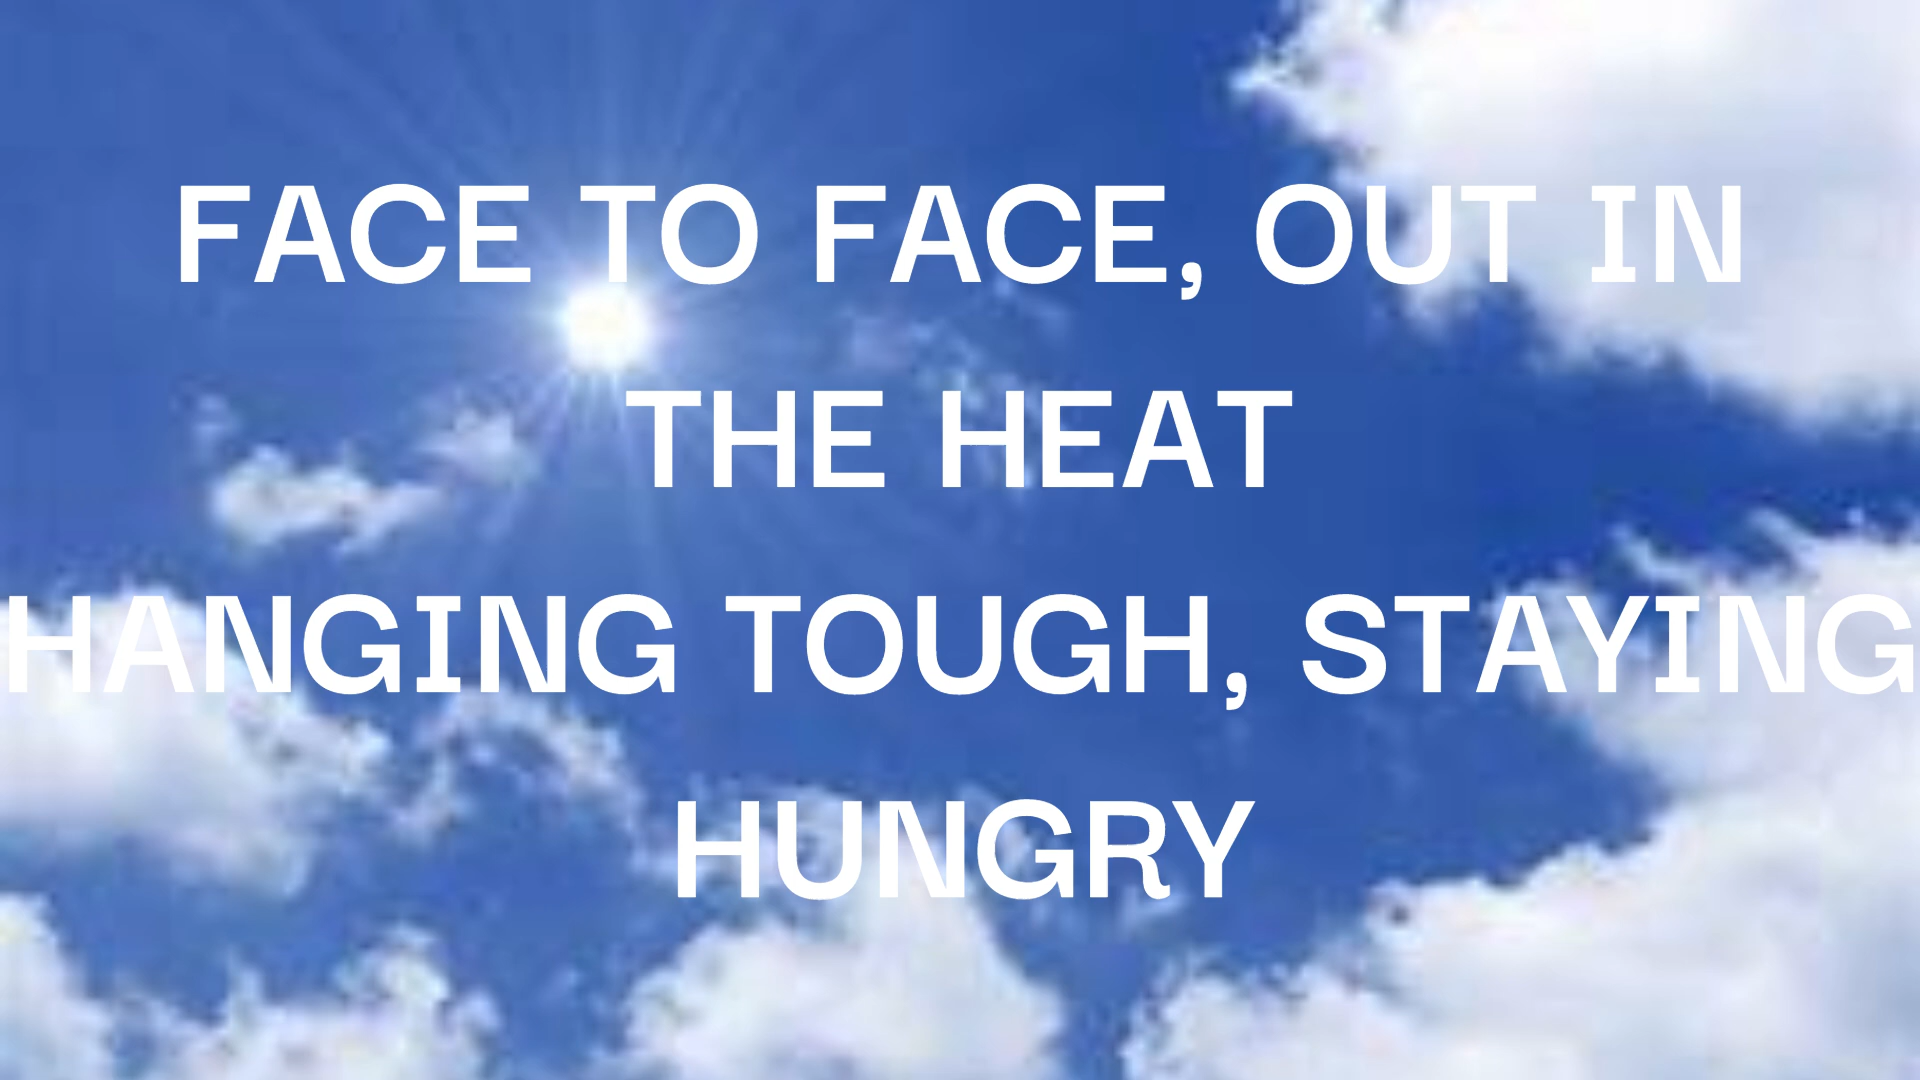 FACE TO FACE, OUT IN
THE HEAT
HANGING TOUGH, STAYING
HUNGRY